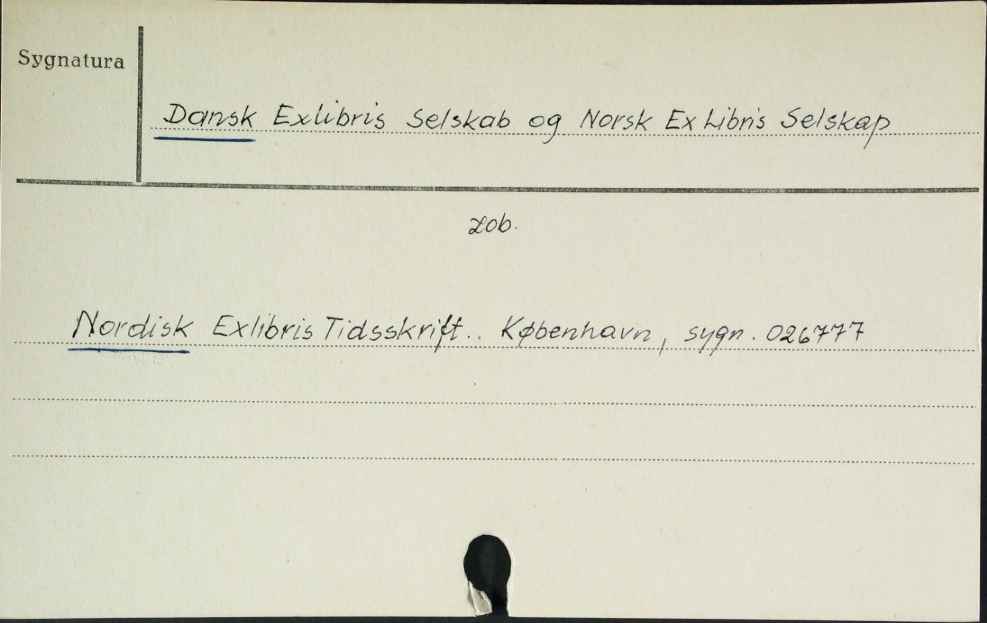 Sygnatura
Dansk Exlibris Selskab og Norsk Ex Libris Selskap
zob.
Nordisk Exlibris Tidsskrift.. København, sygn. 026777